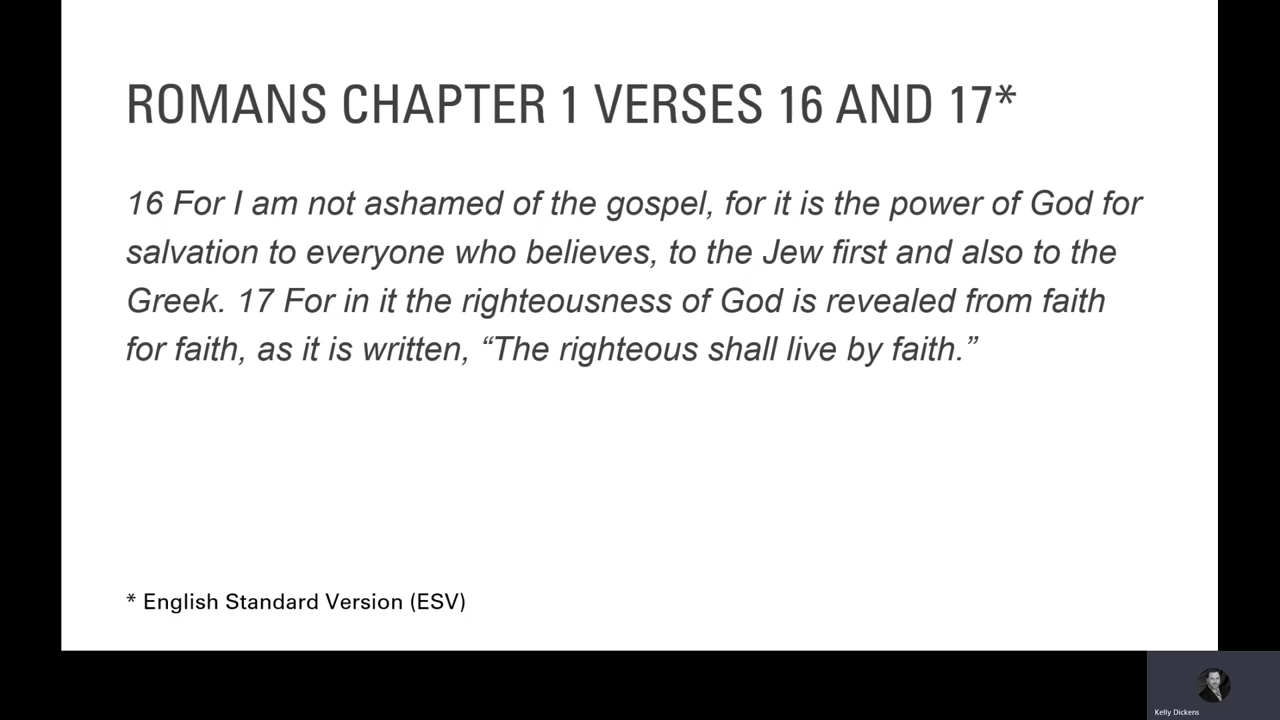 ROMANS CHAPTER 1 VERSES 16 AND 17*
16 For I am not ashamed of the gospel, for it is the power of God for
salvation to everyone who believes, to the Jew first and also to the
Greek. 17 For in it the righteousness of God is revealed from faith
for faith, as it is written, “The righteous shall live by faith.”
* English Standard Version (ESV)
Kelly Dickens